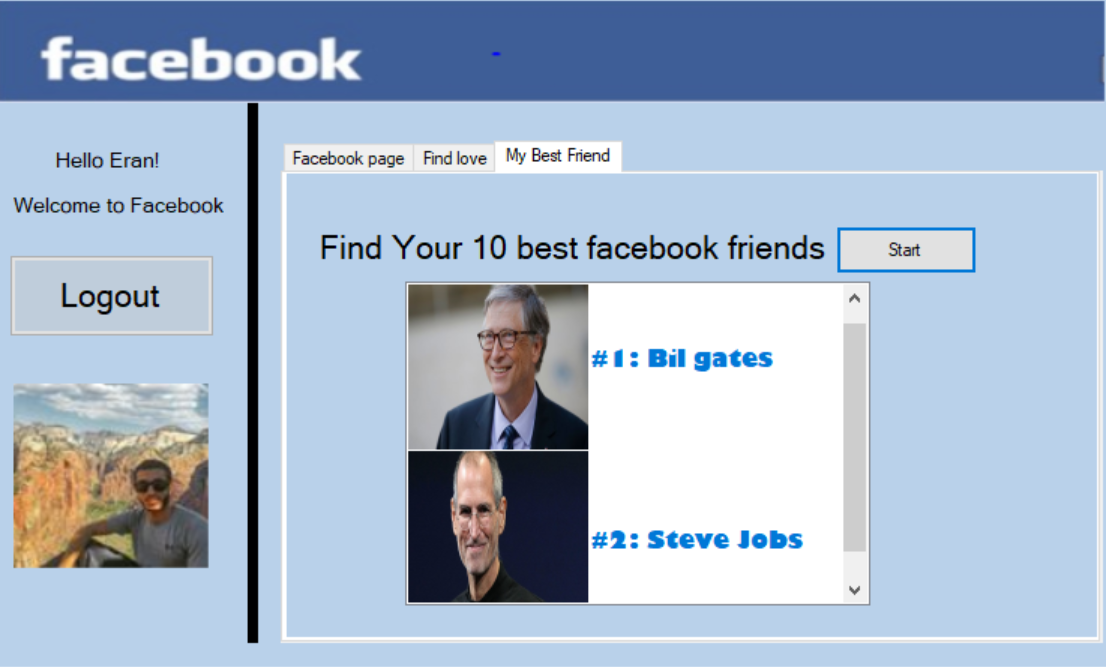 facebook
Hello Eran!
Welcome to Facebook
Logout
Facebook page
Find love
My Best Friend
Find Your 10 best facebook friends
Start
#1: Bil gates
#2: Steve Jobs